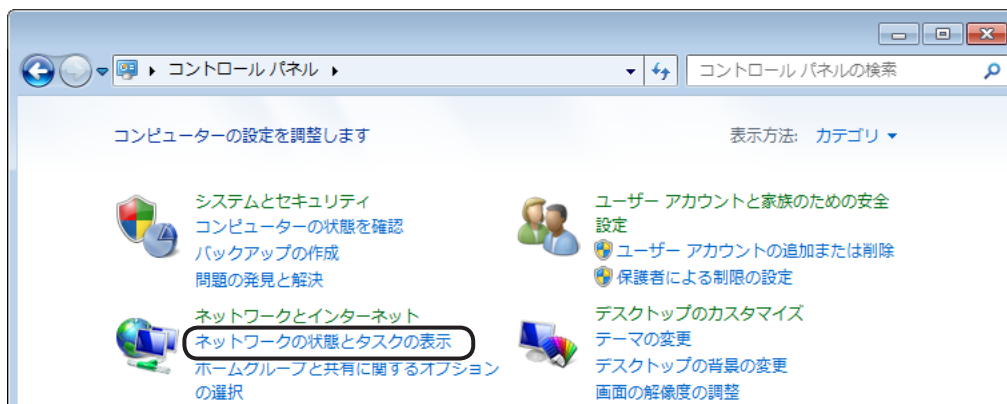 コントロール パネル
コントロール パネルの検索
コンピューターの設定を調整します
表示方法: カテゴリ
システムとセキュリティ
コンピューターの状態を確認
バックアップの作成
問題の発見と解決
ネットワークとインターネット
ネットワークの状態とタスクの表示
ホームグループと共有に関するオプション
の選択
ユーザー アカウントと家族のための安全
設定
ユーザー アカウントの追加または削除
保護者による制限の設定
デスクトップのカスタマイズ
テーマの変更
デスクトップの背景の変更
画面の解像度の調整